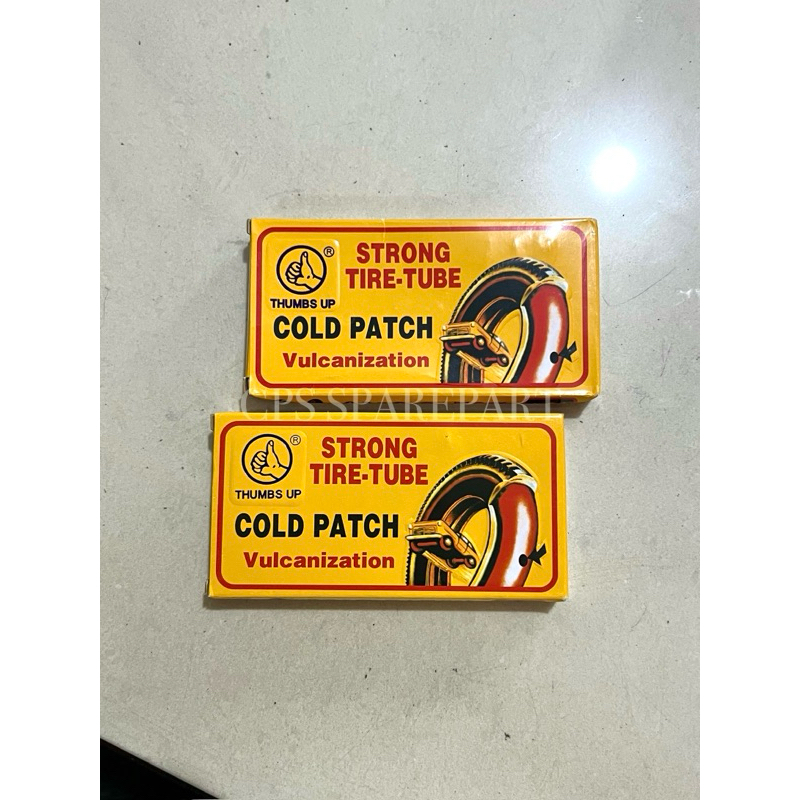 ®
STRONG
TIRE-TUBE
THUMBS UP
COLD PATCH
Vulcanization
CPS SPAREPART
®
STRONG
TIRE-TUBE
THUMBS UP
COLD PATCH
Vulcanization